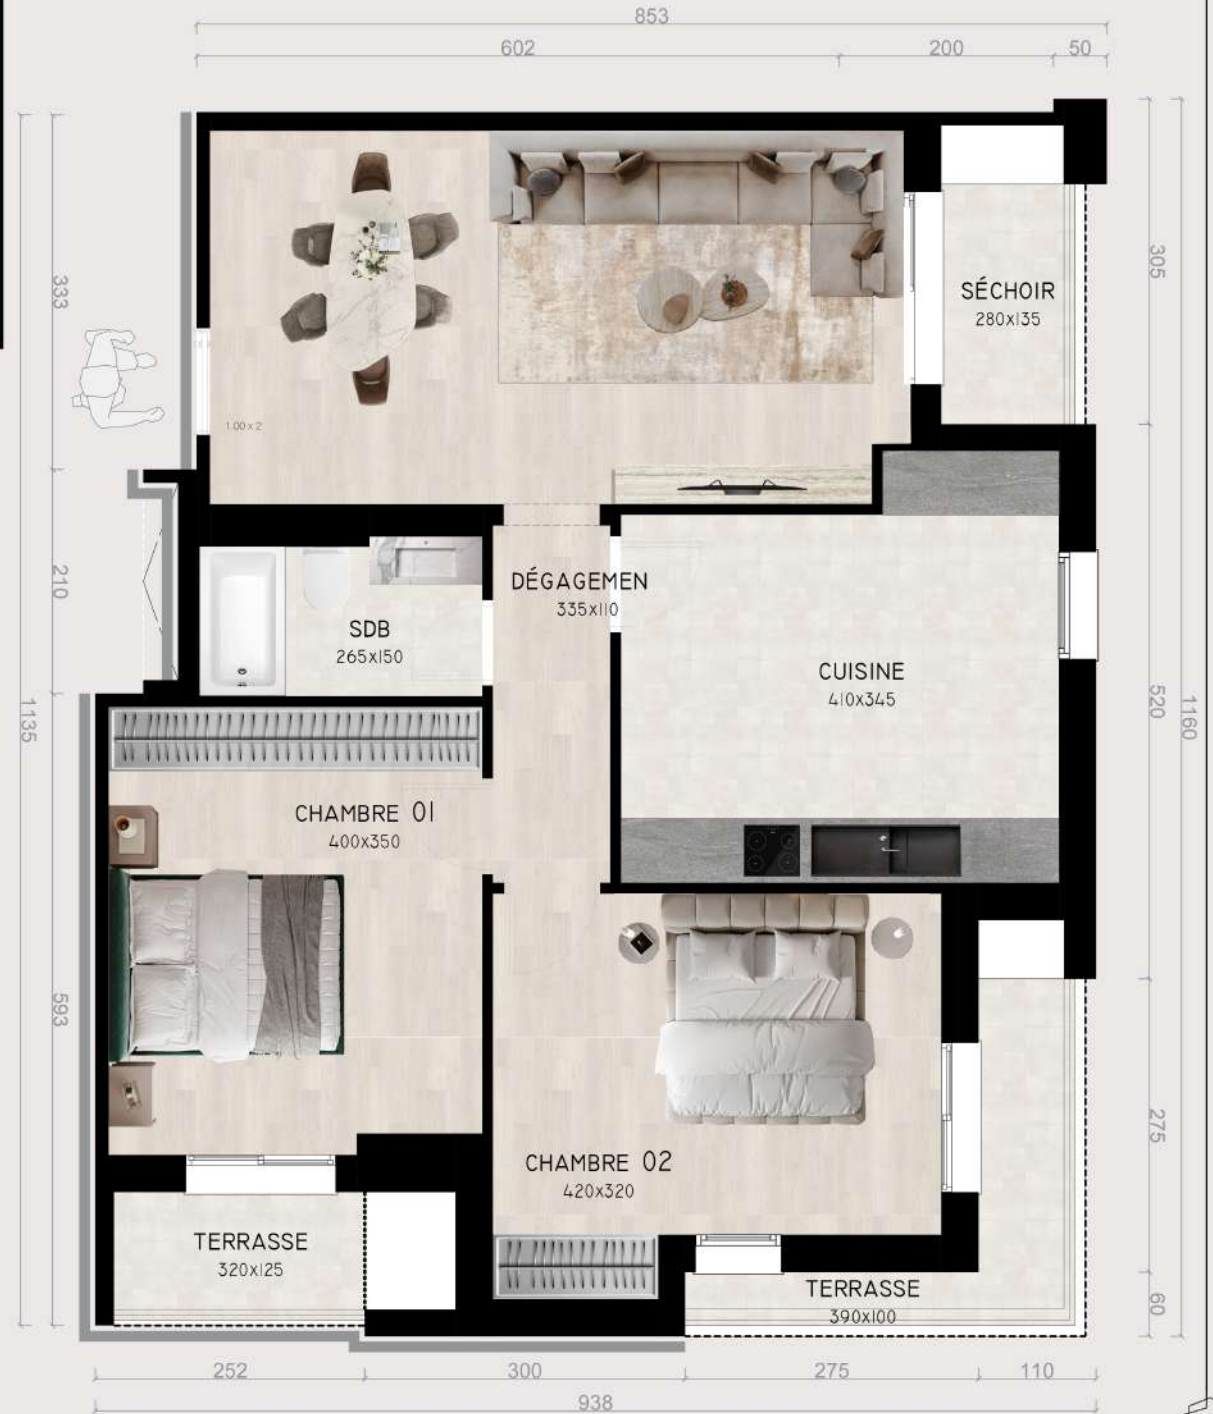 853
602
200
50
333
210
593
1135
305
520
1160
275
60
SÉCHOIR
280x135
1.00 x 2
DÉGAGEMEN
335x110
SDB
265x150
CUISINE
410x345
CHAMBRE 01
400x350
CHAMBRE 02
420x320
TERRASSE
320x125
TERRASSE
390x100
252
300
275
110
938